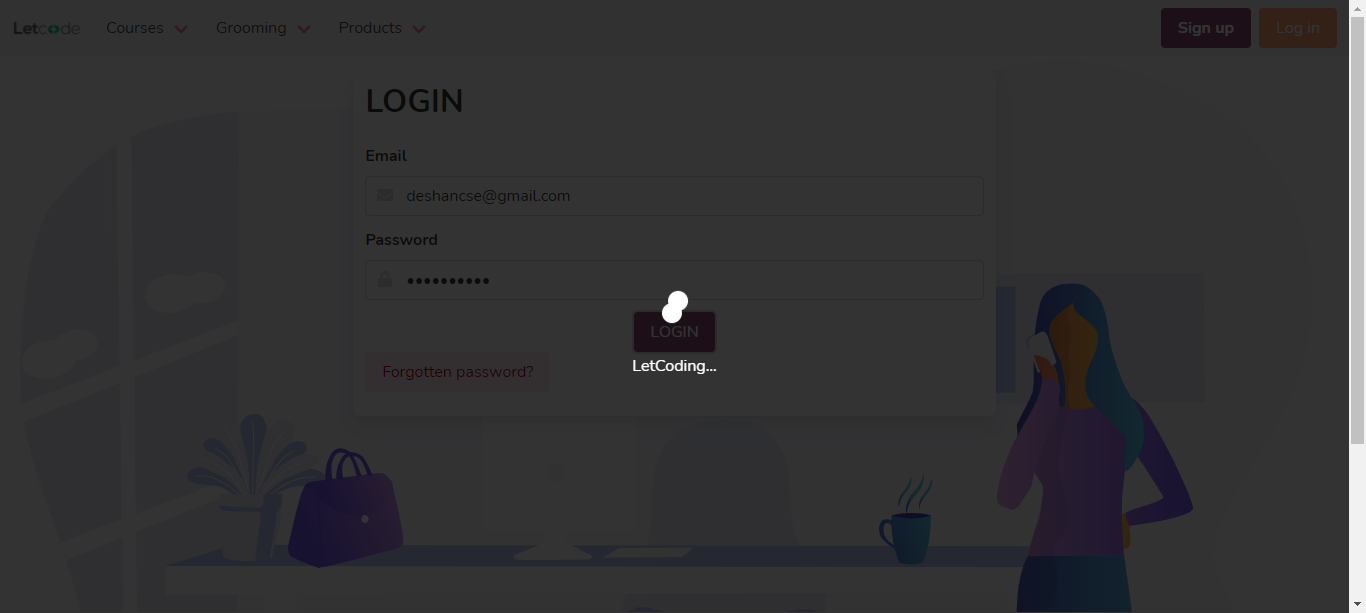 Letcode Courses Grooming Products Sign up Log in
LOGIN
Email
deshancse@gmail.com
Password
••••••••••
LOGIN
LetCoding...
Forgotten password?